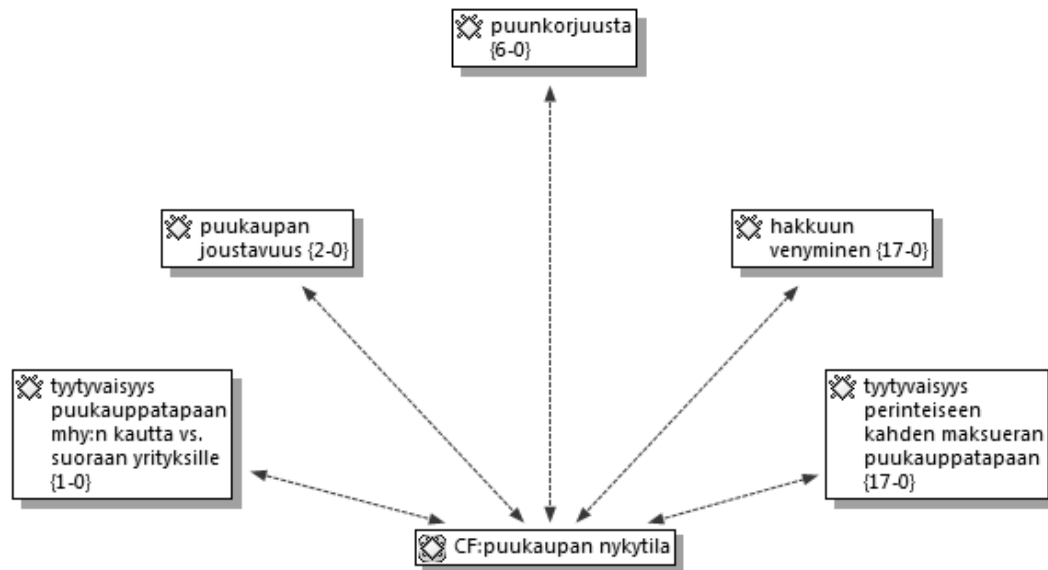 puunkorjuusta
{6-0}
puukaupan
joustavuus {2-0}
hakkuun
venyminen {17-0}
tyytyvaisyys
puukauppatapaan
mhy:n kautta vs.
suoraan yrityksille
{1-0}
tyytyvaisyys
perinteiseen
kahden maksueran
puukauppatapaan
{17-0}
CF:puukaupan nykytila